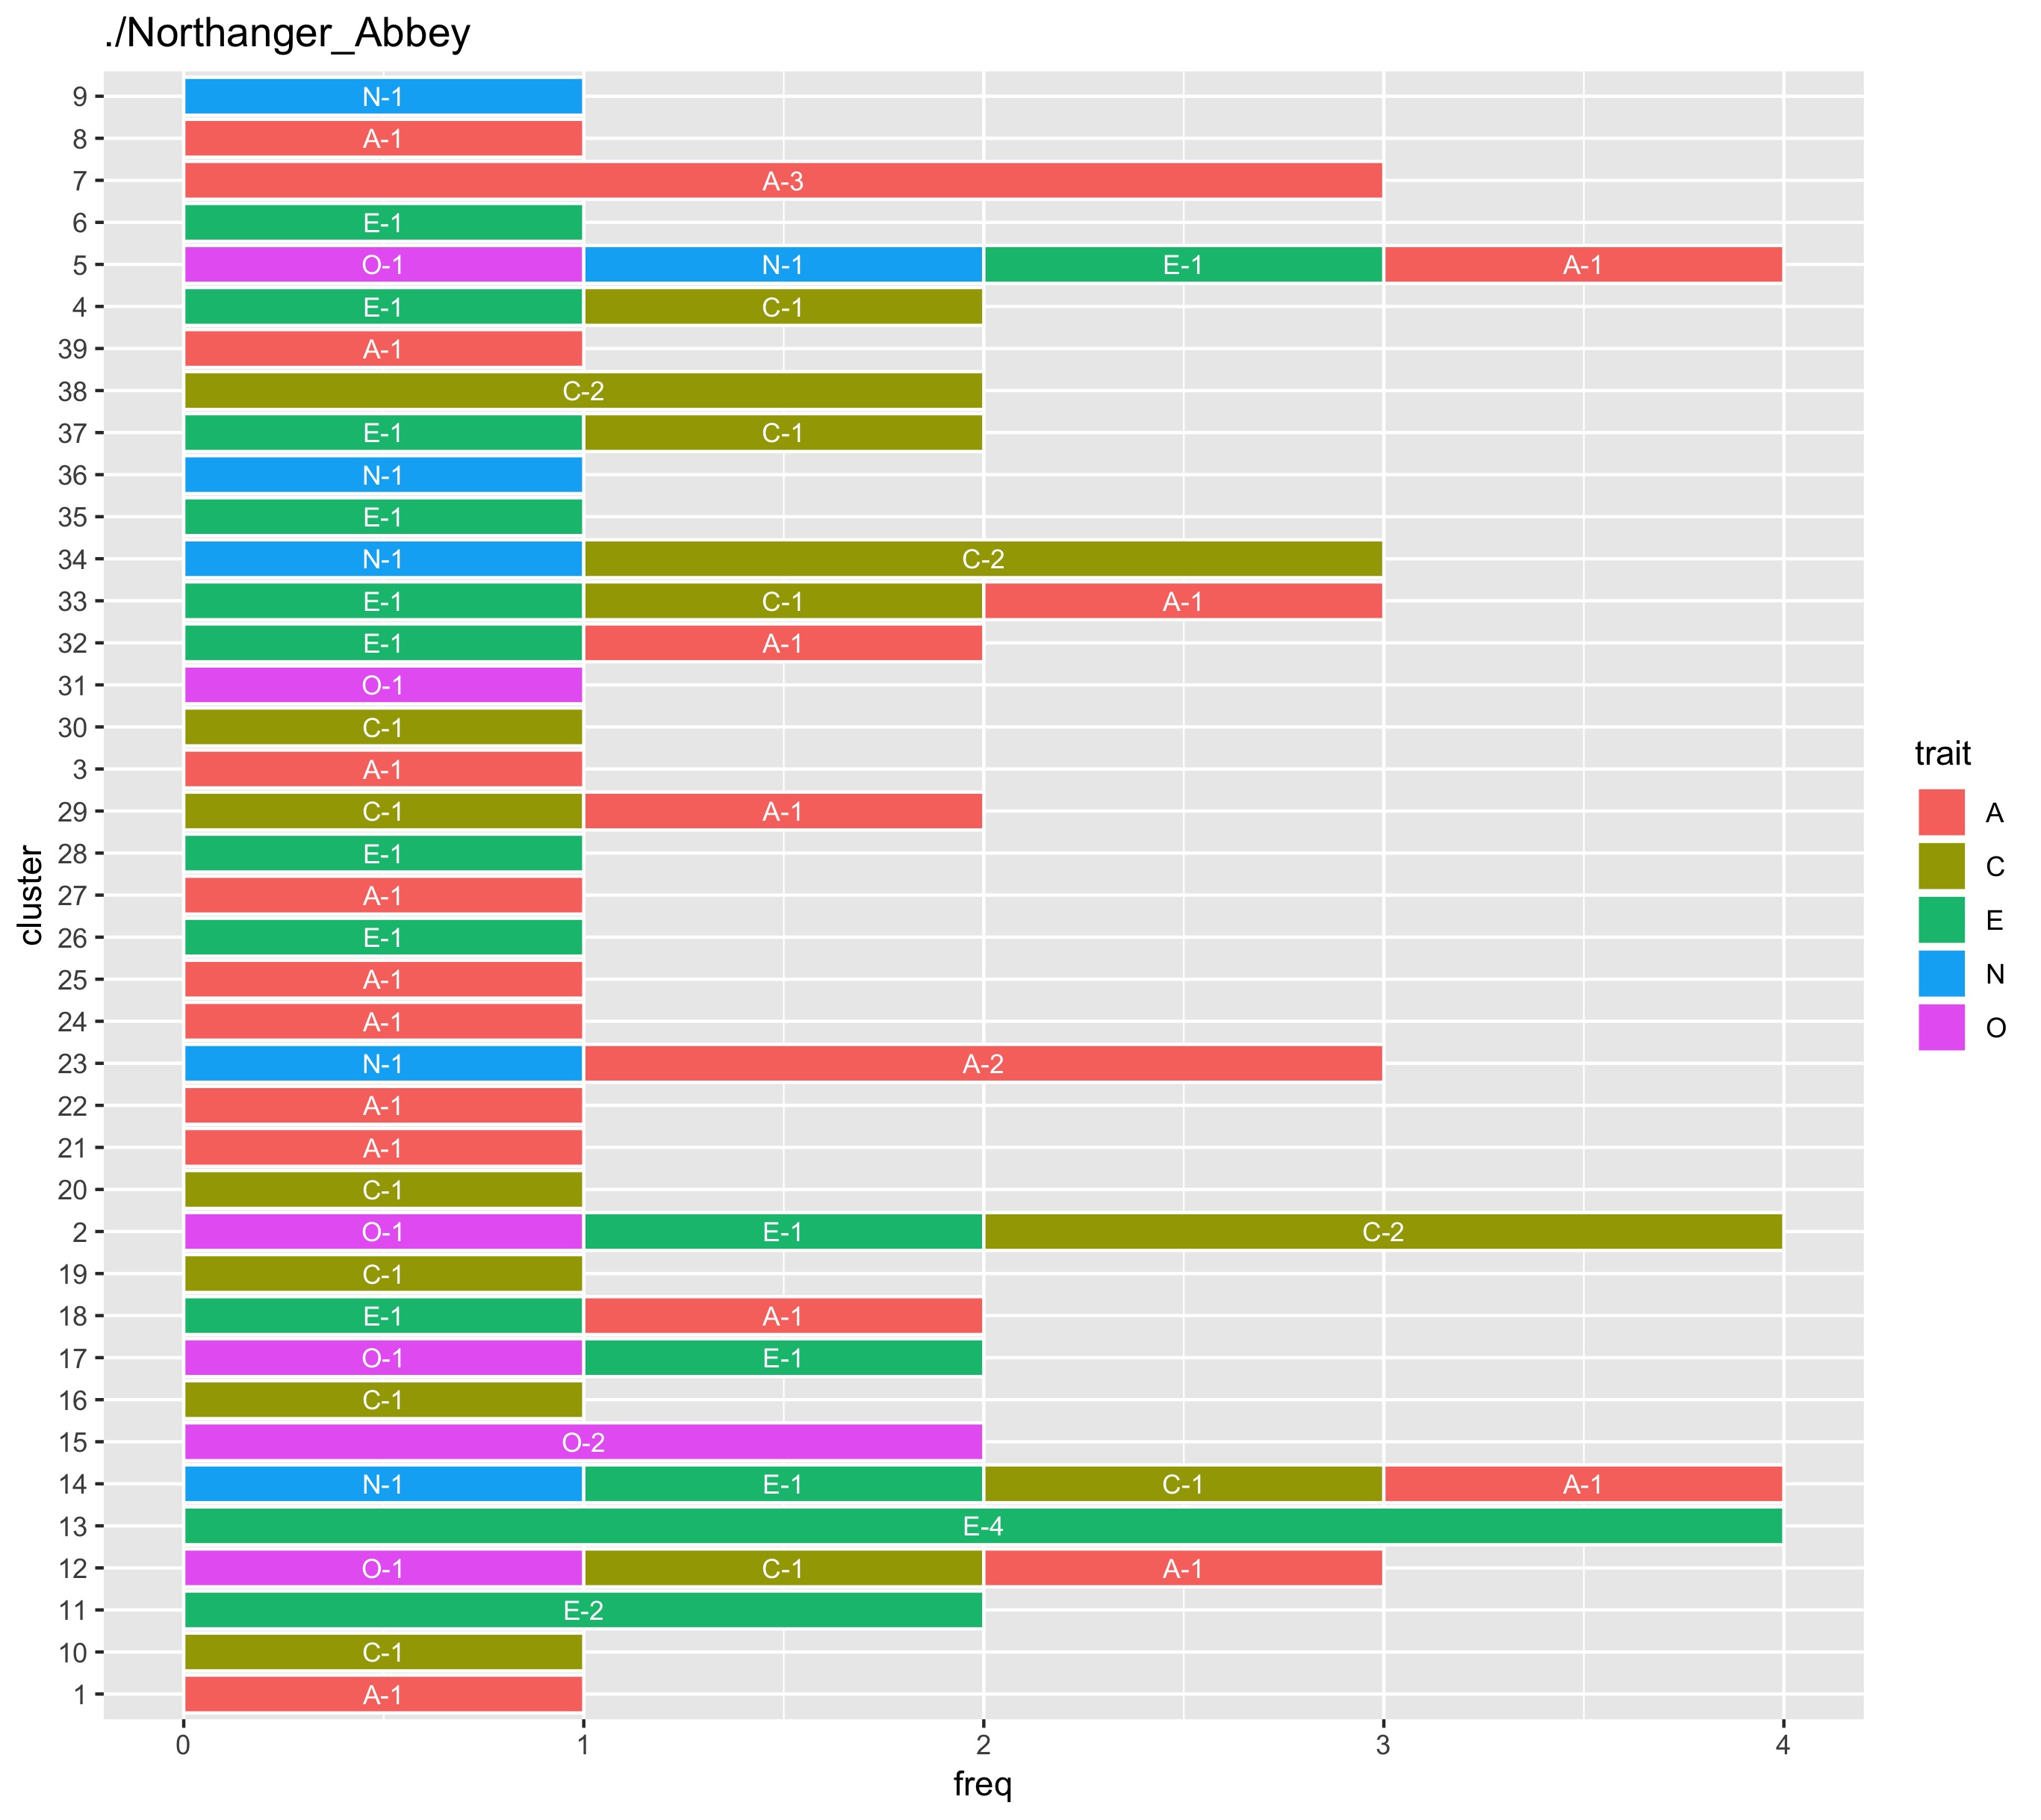 ./Northanger_Abbey
9 N-1
8 A-1
7 A-3
6 E-1
5 O-1 N-1 E-1 A-1
4 E-1 C-1
39 A-1
38 C-2
37 E-1 C-1
36 N-1
35 E-1
34 N-1 C-2
33 E-1 C-1 A-1
32 E-1 A-1
31 O-1
30 C-1
3 A-1
29 C-1 A-1
28 E-1
27 A-1
26 E-1
25 A-1
24 A-1
23 N-1 A-2
22 A-1
21 A-1
20 C-1
2 O-1 E-1 C-2
19 C-1
18 E-1 A-1
17 O-1 E-1
16 C-1
15 O-2
14 N-1 E-1 C-1 A-1
13 E-4
12 O-1 C-1 A-1
11 E-2
10 C-1
1 A-1
0 1 2 3 4
freq
cluster
trait
A
C
E
N
O